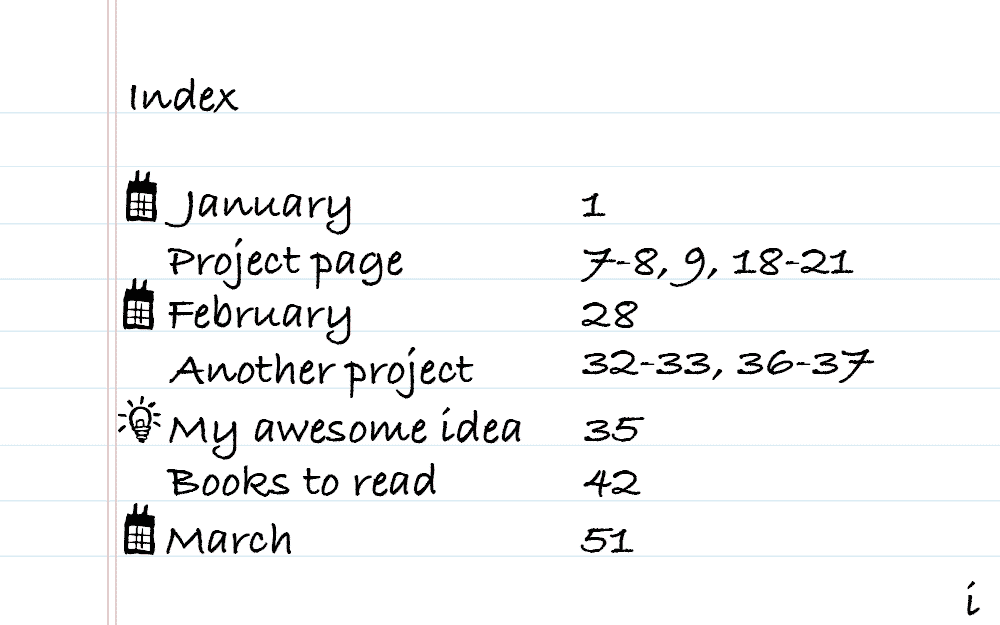 Index
January 1
Project page 7-8, 9, 18-21
February 28
Another project 32-33, 36-37
My awesome idea 35
Books to read 42
March 51
i